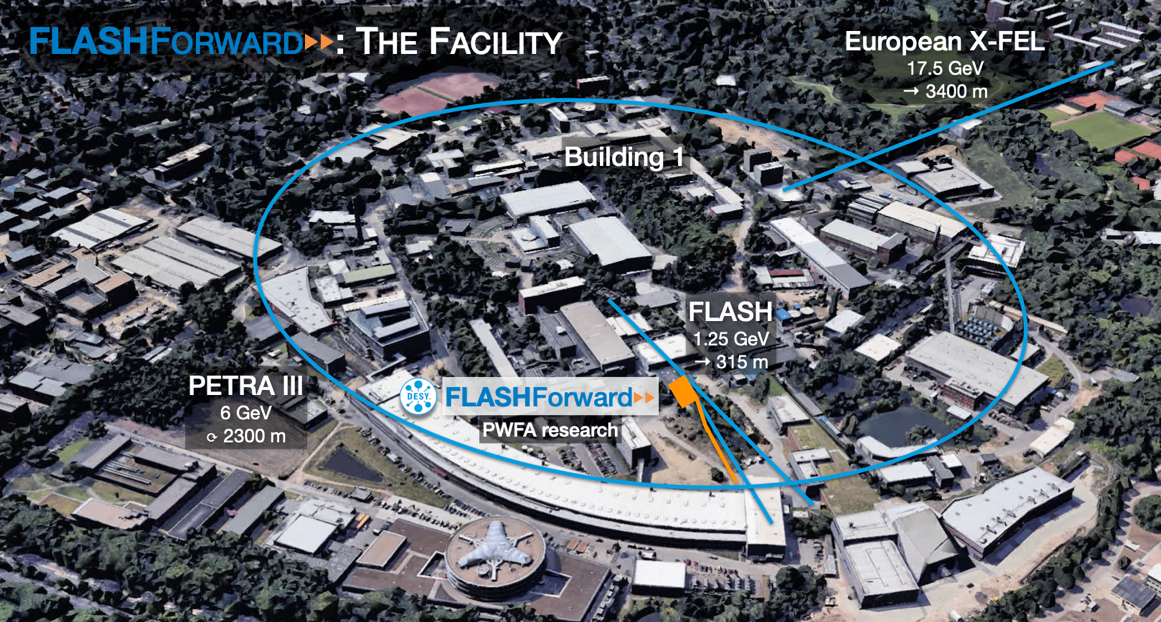 FLASHFORWARD▸▸: THE FACILITY
European X-FEL
17.5 GeV
→ 3400 m
Building 1
FLASH
1.25 GeV
→ 315 m
PETRA III
6 GeV
⟳ 2300 m
DESY.
FLASHForward▸▸
PWFA research